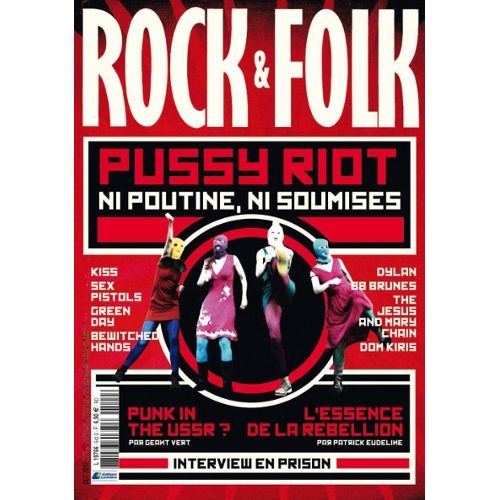 ROCK & FOLK
PUSSY RIOT
NI POUTINE, NI SOUMISES
KISS
SEX
PISTOLS
GREEN
DAY
BEWITCHED
HANDS
DYLAN
BB BRUNES
THE
JESUS
AND MARY
CHAIN
DOM KIRIS
PUNK IN
THE USSR ?
PAR GEANT VERT
L'ESSENCE
DE LA REBELLION
PAR PATRICK EUDELINE
INTERVIEW EN PRISON